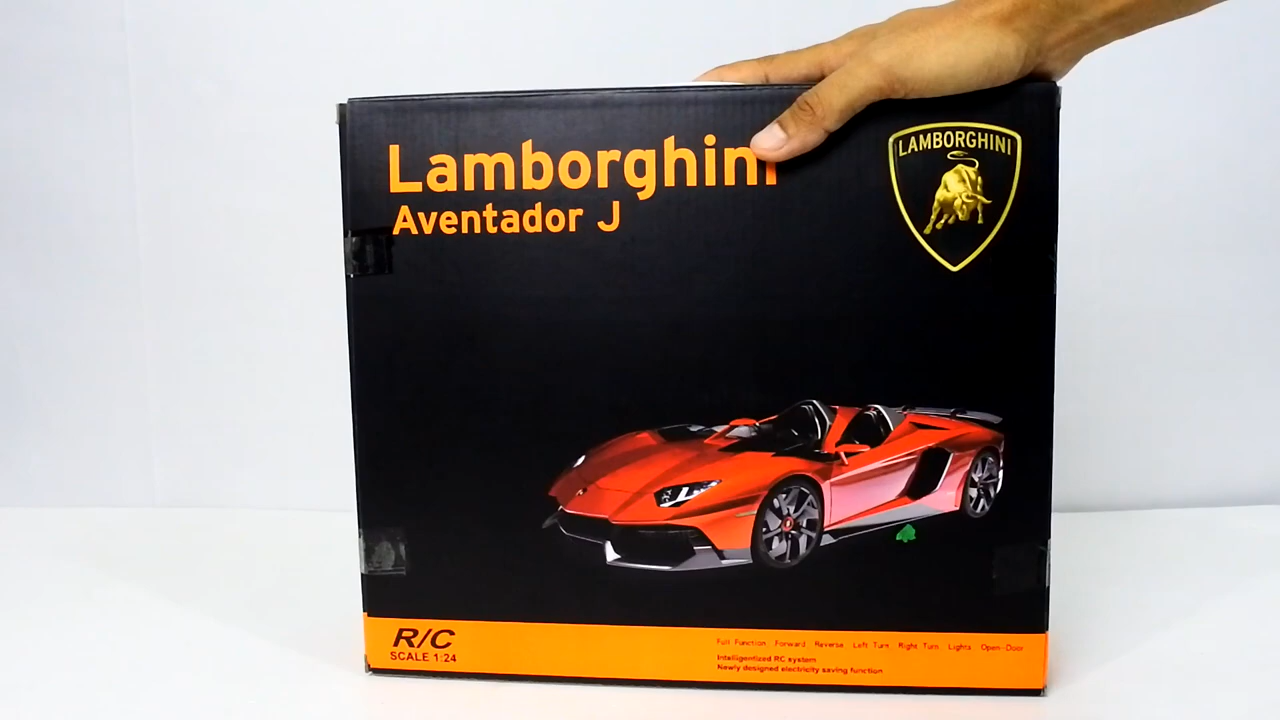 Lamborghini
Aventador J
LAMBORGHINI
R/C
SCALE 1:24
Full Function Forward Reverse Left Turn Right Turn Lights Open-Door
Intelligentized RC system
Newly designed electricity saving function